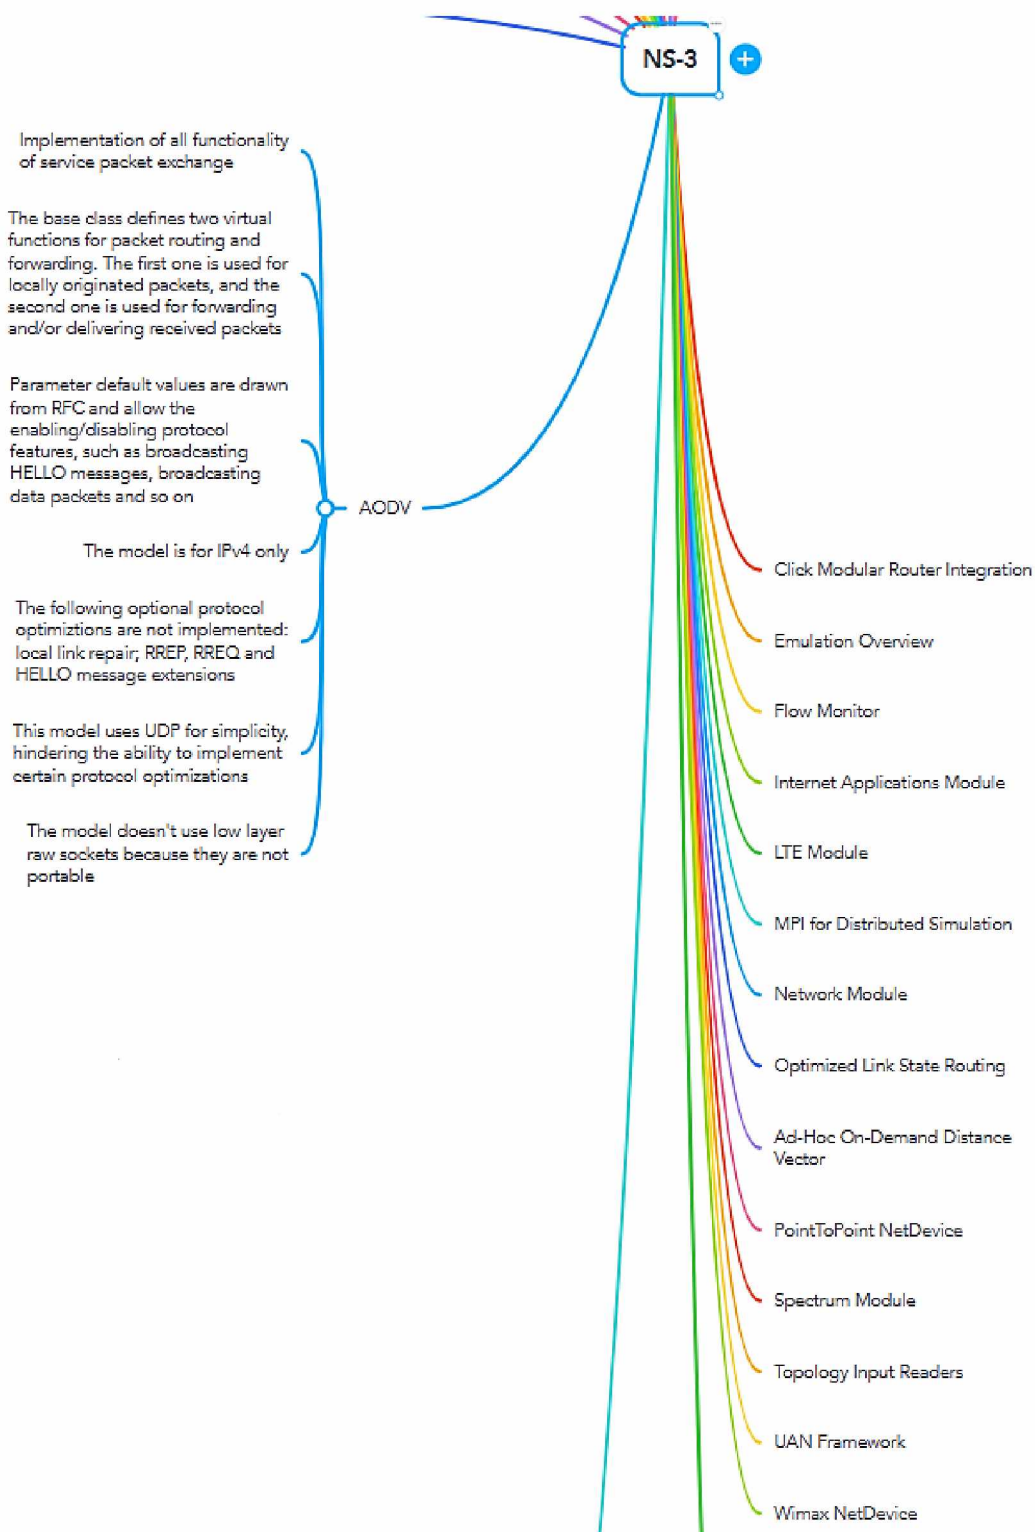 NS-3
Implementation of all functionality
of service packet exchange
The base class defines two virtual
functions for packet routing and
forwarding. The first one is used for
locally originated packets, and the
second one is used for forwarding
and/or delivering received packets
Parameter default values are drawn
from RFC and allow the
enabling/disabling protocol
features, such as broadcasting
HELLO messages, broadcasting
data packets and so on
AODV
The model is for IPv4 only
The following optional protocol
optimiztions are not implemented:
local link repair; RREP, RREQ and
HELLO message extensions
This model uses UDP for simplicity,
hindering the ability to implement
certain protocol optimizations
The model doesn't use low layer
raw sockets because they are not
portable
Click Modular Router Integration
Emulation Overview
Flow Monitor
Internet Applications Module
LTE Module
MPI for Distributed Simulation
Network Module
Optimized Link State Routing
Ad-Hoc On-Demand Distance
Vector
PointToPoint NetDevice
Spectrum Module
Topology Input Readers
UAN Framework
Wimax NetDevice